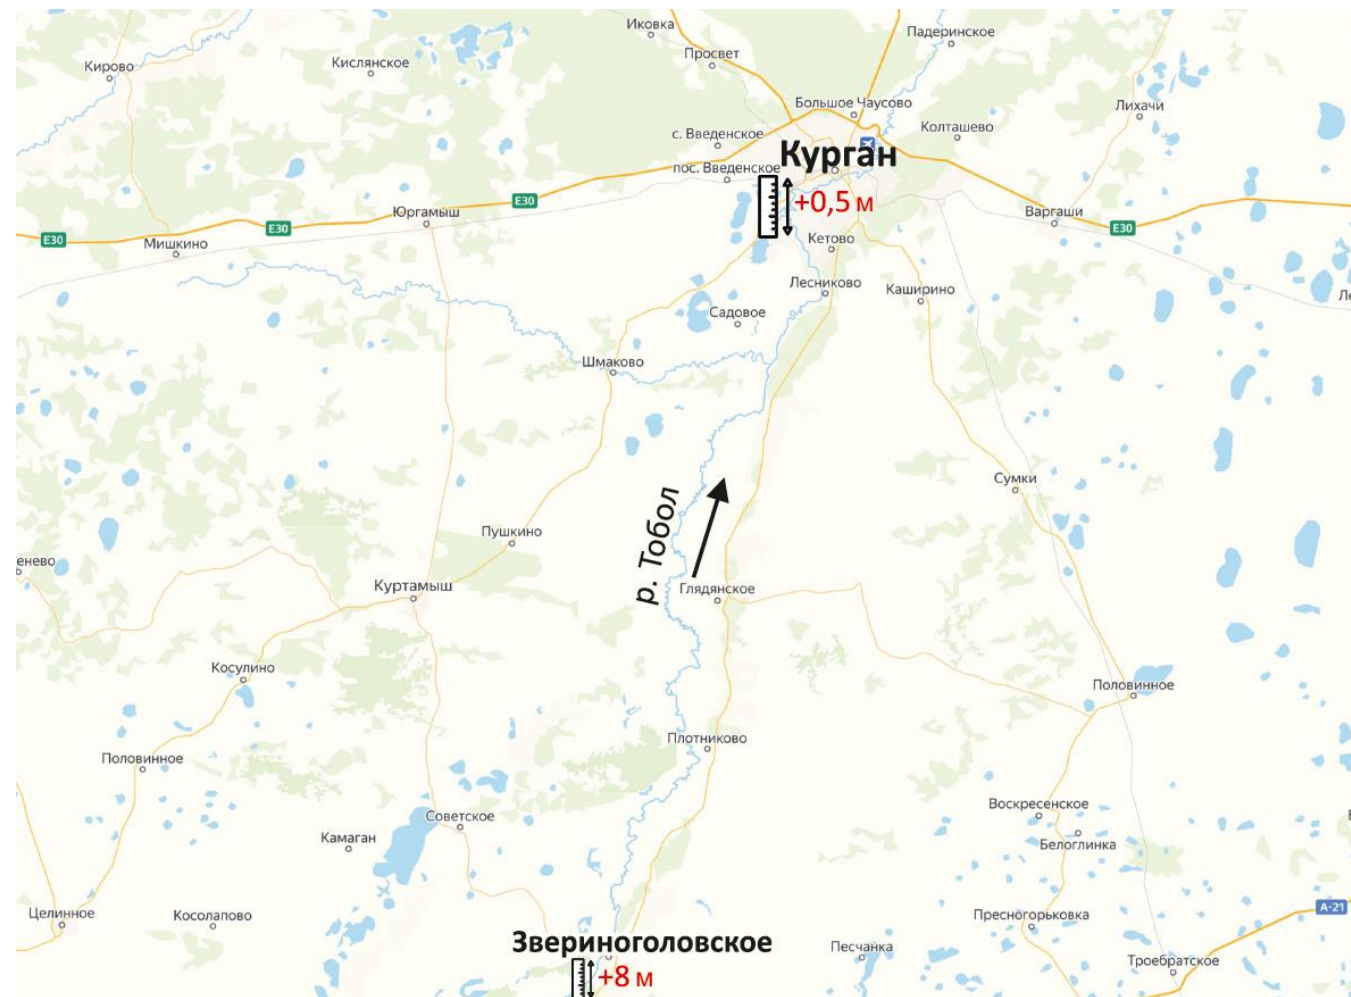 Иковка
Падеринское
Просвет
Кирово
Кислянское
Большое Чаусово
Лихачи
с. Введенское
Колташево
Курган
пос. Введенское
E30
+0,5 м
Юргамыш
Варгаши
E30
E30
E30
Мишкино
Кетово
Лесниково
Каширино
Садовое
Шмаково
Сумки
р. Тобол
Пушкино
енево
Куртамыш
Глядянское
Косулино
Половинное
Плотниково
Половинное
Воскресенское
Советское
Камаган
Белоглинка
A-21
Целинное
Косолапово
Пресногорьковка
Звериноголовское
Песчанка
Троебратское
+8 м